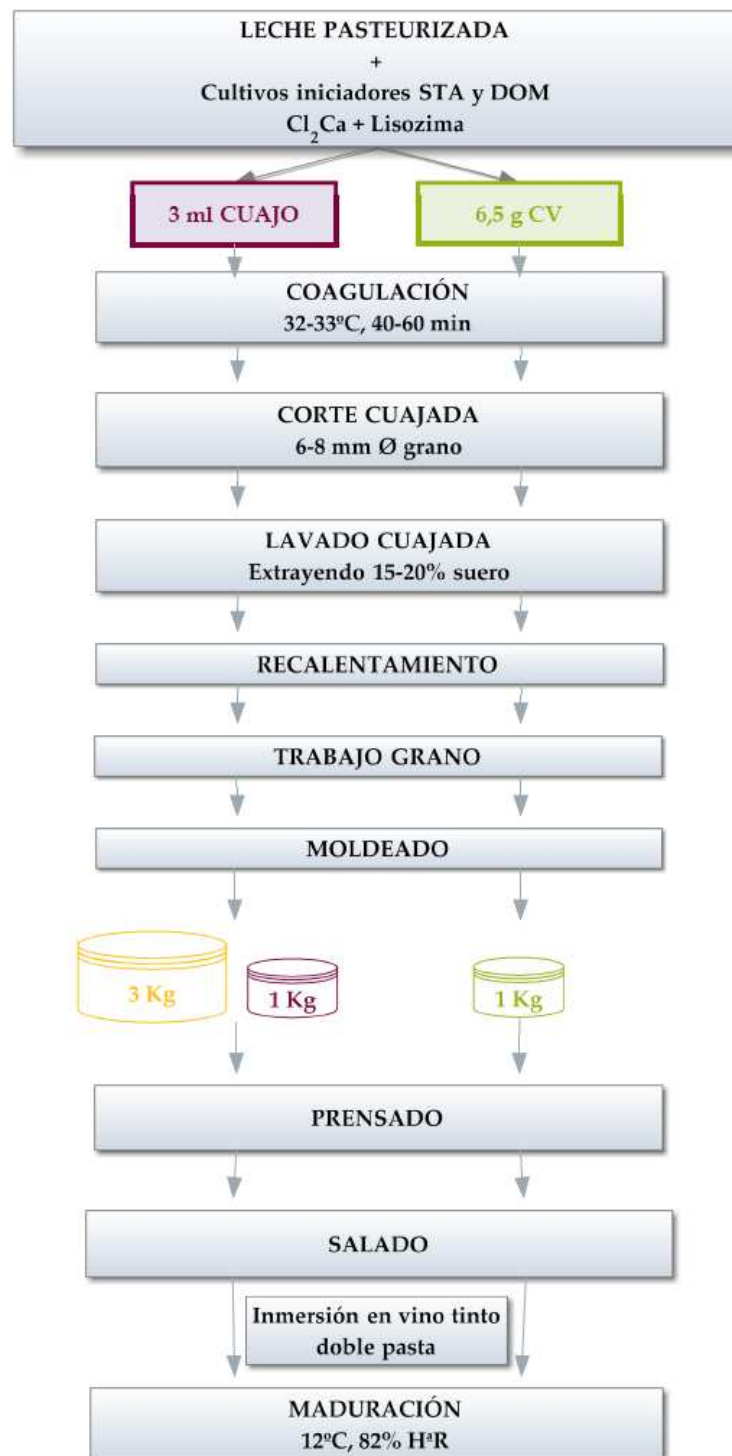 LECHE PASTEURIZADA
+
Cultivos iniciadores STA y DOM
Cl₂Ca + Lisozima
3 ml CUAJO
6,5 g CV
COAGULACIÓN
32-33ºC, 40-60 min
CORTE CUAJADA
6-8 mm Ø grano
LAVADO CUAJADA
Extrayendo 15-20% suero
RECALENTAMIENTO
TRABAJO GRANO
MOLDEADO
3 Kg
1 Kg
1 Kg
PRENSADO
SALADO
Inmersión en vino tinto
doble pasta
MADURACIÓN
12ºC, 82% HªR